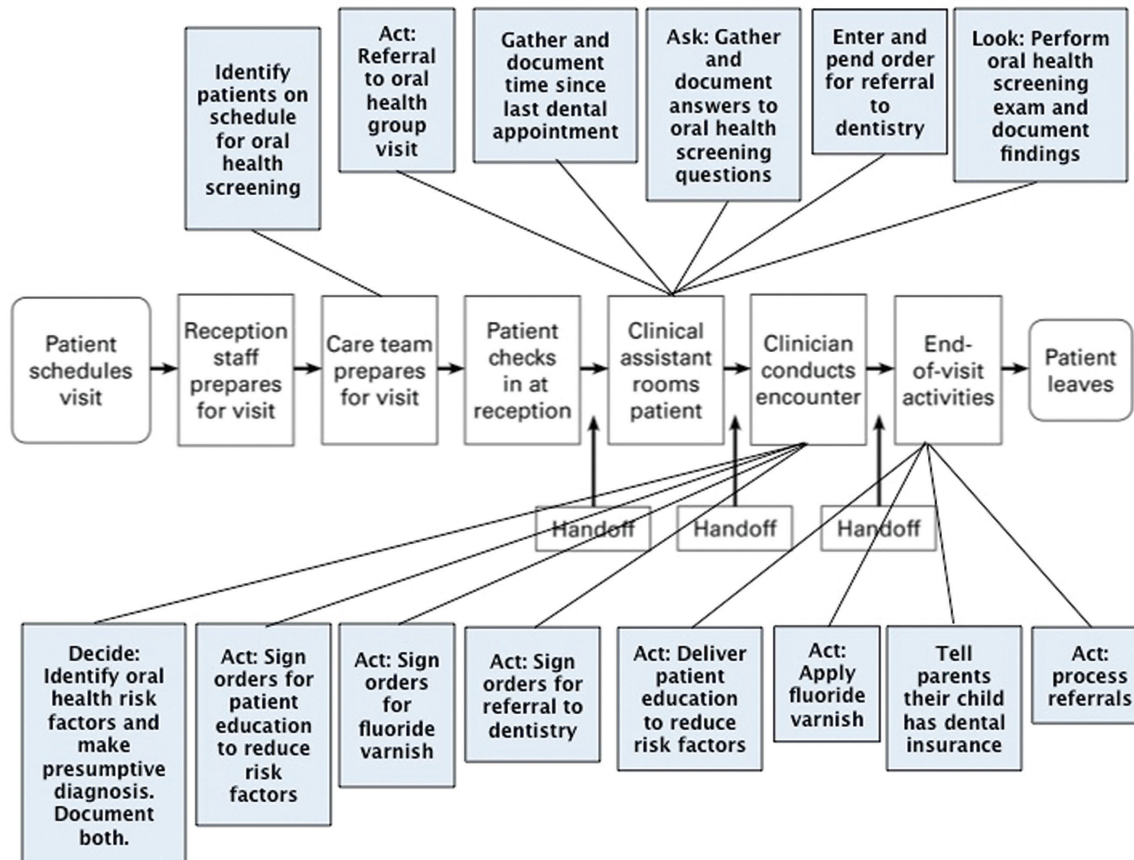 Identify
patients on
schedule
for oral
health
screening
Act:
Referral
to oral
health
group
visit
Gather and
document
time since
last dental
appointment
Ask: Gather
and
document
answers to
oral health
screening
questions
Enter and
pend order
for referral
to
dentistry
Look: Perform
oral health
screening
exam and
document
findings
Patient
schedules
visit
Reception
staff
prepares
for visit
Care team
prepares
for visit
Patient
checks
in at
reception
Clinical
assistant
rooms
patient
Clinician
conducts
encounter
End-
of-visit
activities
Patient
leaves
Handoff
Handoff
Handoff
Decide:
Identify oral
health risk
factors and
make
presumptive
diagnosis.
Document
both.
Act: Sign
orders for
patient
education
to reduce
risk
factors
Act: Sign
orders
for
fluoride
varnish
Act: Sign
orders for
referral to
dentistry
Act: Deliver
patient
education
to reduce
risk factors
Act:
Apply
fluoride
varnish
Tell
parents
their child
has dental
insurance
Act:
process
referrals